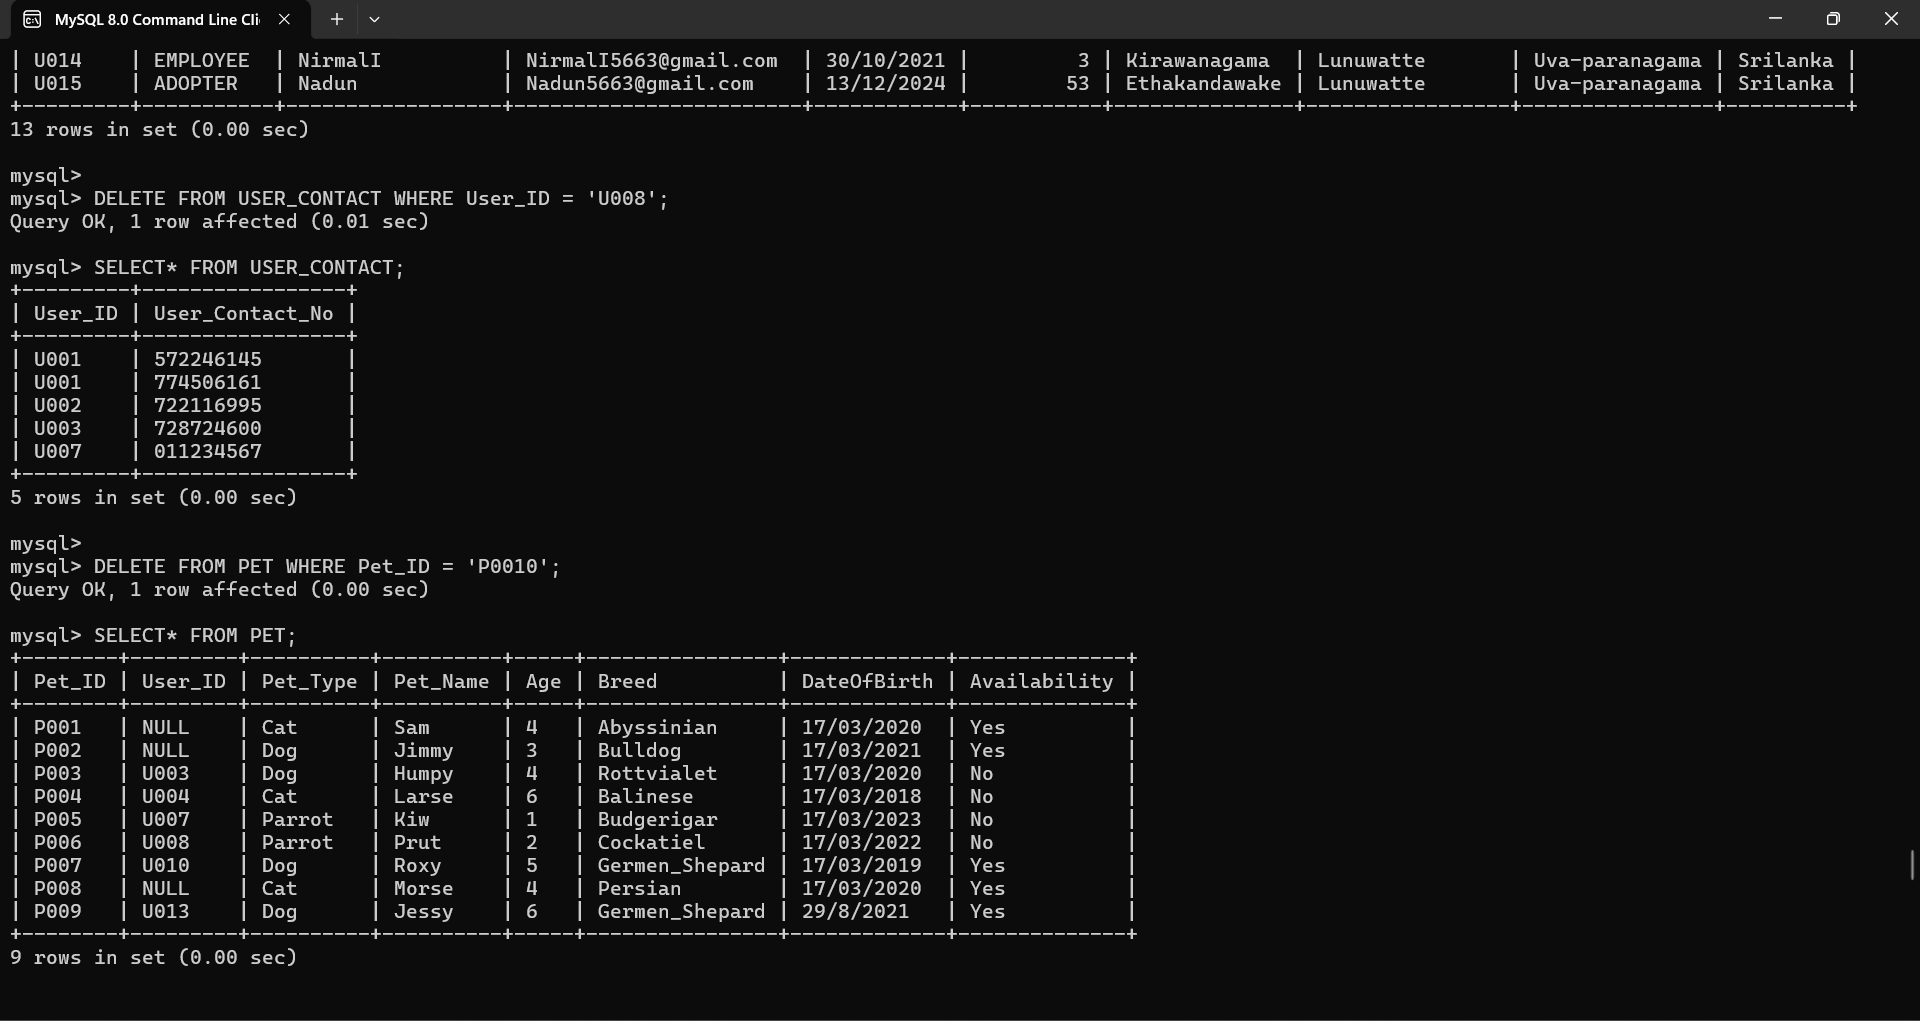 MySQL 8.0 Command Line Cli
| U014    | EMPLOYEE  | NirmalI          | NirmalI5663@gmail.com  | 30/10/2021 |         3 | Kirawanagama  | Lunuwatte       | Uva-paranagama | Srilanka |
| U015    | ADOPTER   | Nadun            | Nadun5663@gmail.com    | 13/12/2024 |        53 | Ethakandawake | Lunuwatte       | Uva-paranagama | Srilanka |
+---------+-----------+------------------+------------------------+------------+-----------+---------------+-----------------+----------------+----------+
13 rows in set (0.00 sec)
mysql>
mysql> DELETE FROM USER_CONTACT WHERE User_ID = 'U008';
Query OK, 1 row affected (0.01 sec)
mysql> SELECT* FROM USER_CONTACT;
+---------+-----------------+
| User_ID | User_Contact_No |
+---------+-----------------+
| U001    | 572246145       |
| U001    | 774506161       |
| U002    | 722116995       |
| U003    | 728724600       |
| U007    | 011234567       |
+---------+-----------------+
5 rows in set (0.00 sec)
mysql>
mysql> DELETE FROM PET WHERE Pet_ID = 'P0010';
Query OK, 1 row affected (0.00 sec)
mysql> SELECT* FROM PET;
+--------+---------+----------+----------+-----+----------------+-------------+--------------+
| Pet_ID | User_ID | Pet_Type | Pet_Name | Age | Breed          | DateOfBirth | Availability |
+--------+---------+----------+----------+-----+----------------+-------------+--------------+
| P001   | NULL    | Cat      | Sam      | 4   | Abyssinian     | 17/03/2020  | Yes          |
| P002   | NULL    | Dog      | Jimmy    | 3   | Bulldog        | 17/03/2021  | Yes          |
| P003   | U003    | Dog      | Humpy    | 4   | Rottvialet     | 17/03/2020  | No           |
| P004   | U004    | Cat      | Larse    | 6   | Balinese       | 17/03/2018  | No           |
| P005   | U007    | Parrot   | Kiw      | 1   | Budgerigar     | 17/03/2023  | No           |
| P006   | U008    | Parrot   | Prut     | 2   | Cockatiel      | 17/03/2022  | No           |
| P007   | U010    | Dog      | Roxy     | 5   | Germen_Shepard | 17/03/2019  | Yes          |
| P008   | NULL    | Cat      | Morse    | 4   | Persian        | 17/03/2020  | Yes          |
| P009   | U013    | Dog      | Jessy    | 6   | Germen_Shepard | 29/8/2021   | Yes          |
+--------+---------+----------+----------+-----+----------------+-------------+--------------+
9 rows in set (0.00 sec)